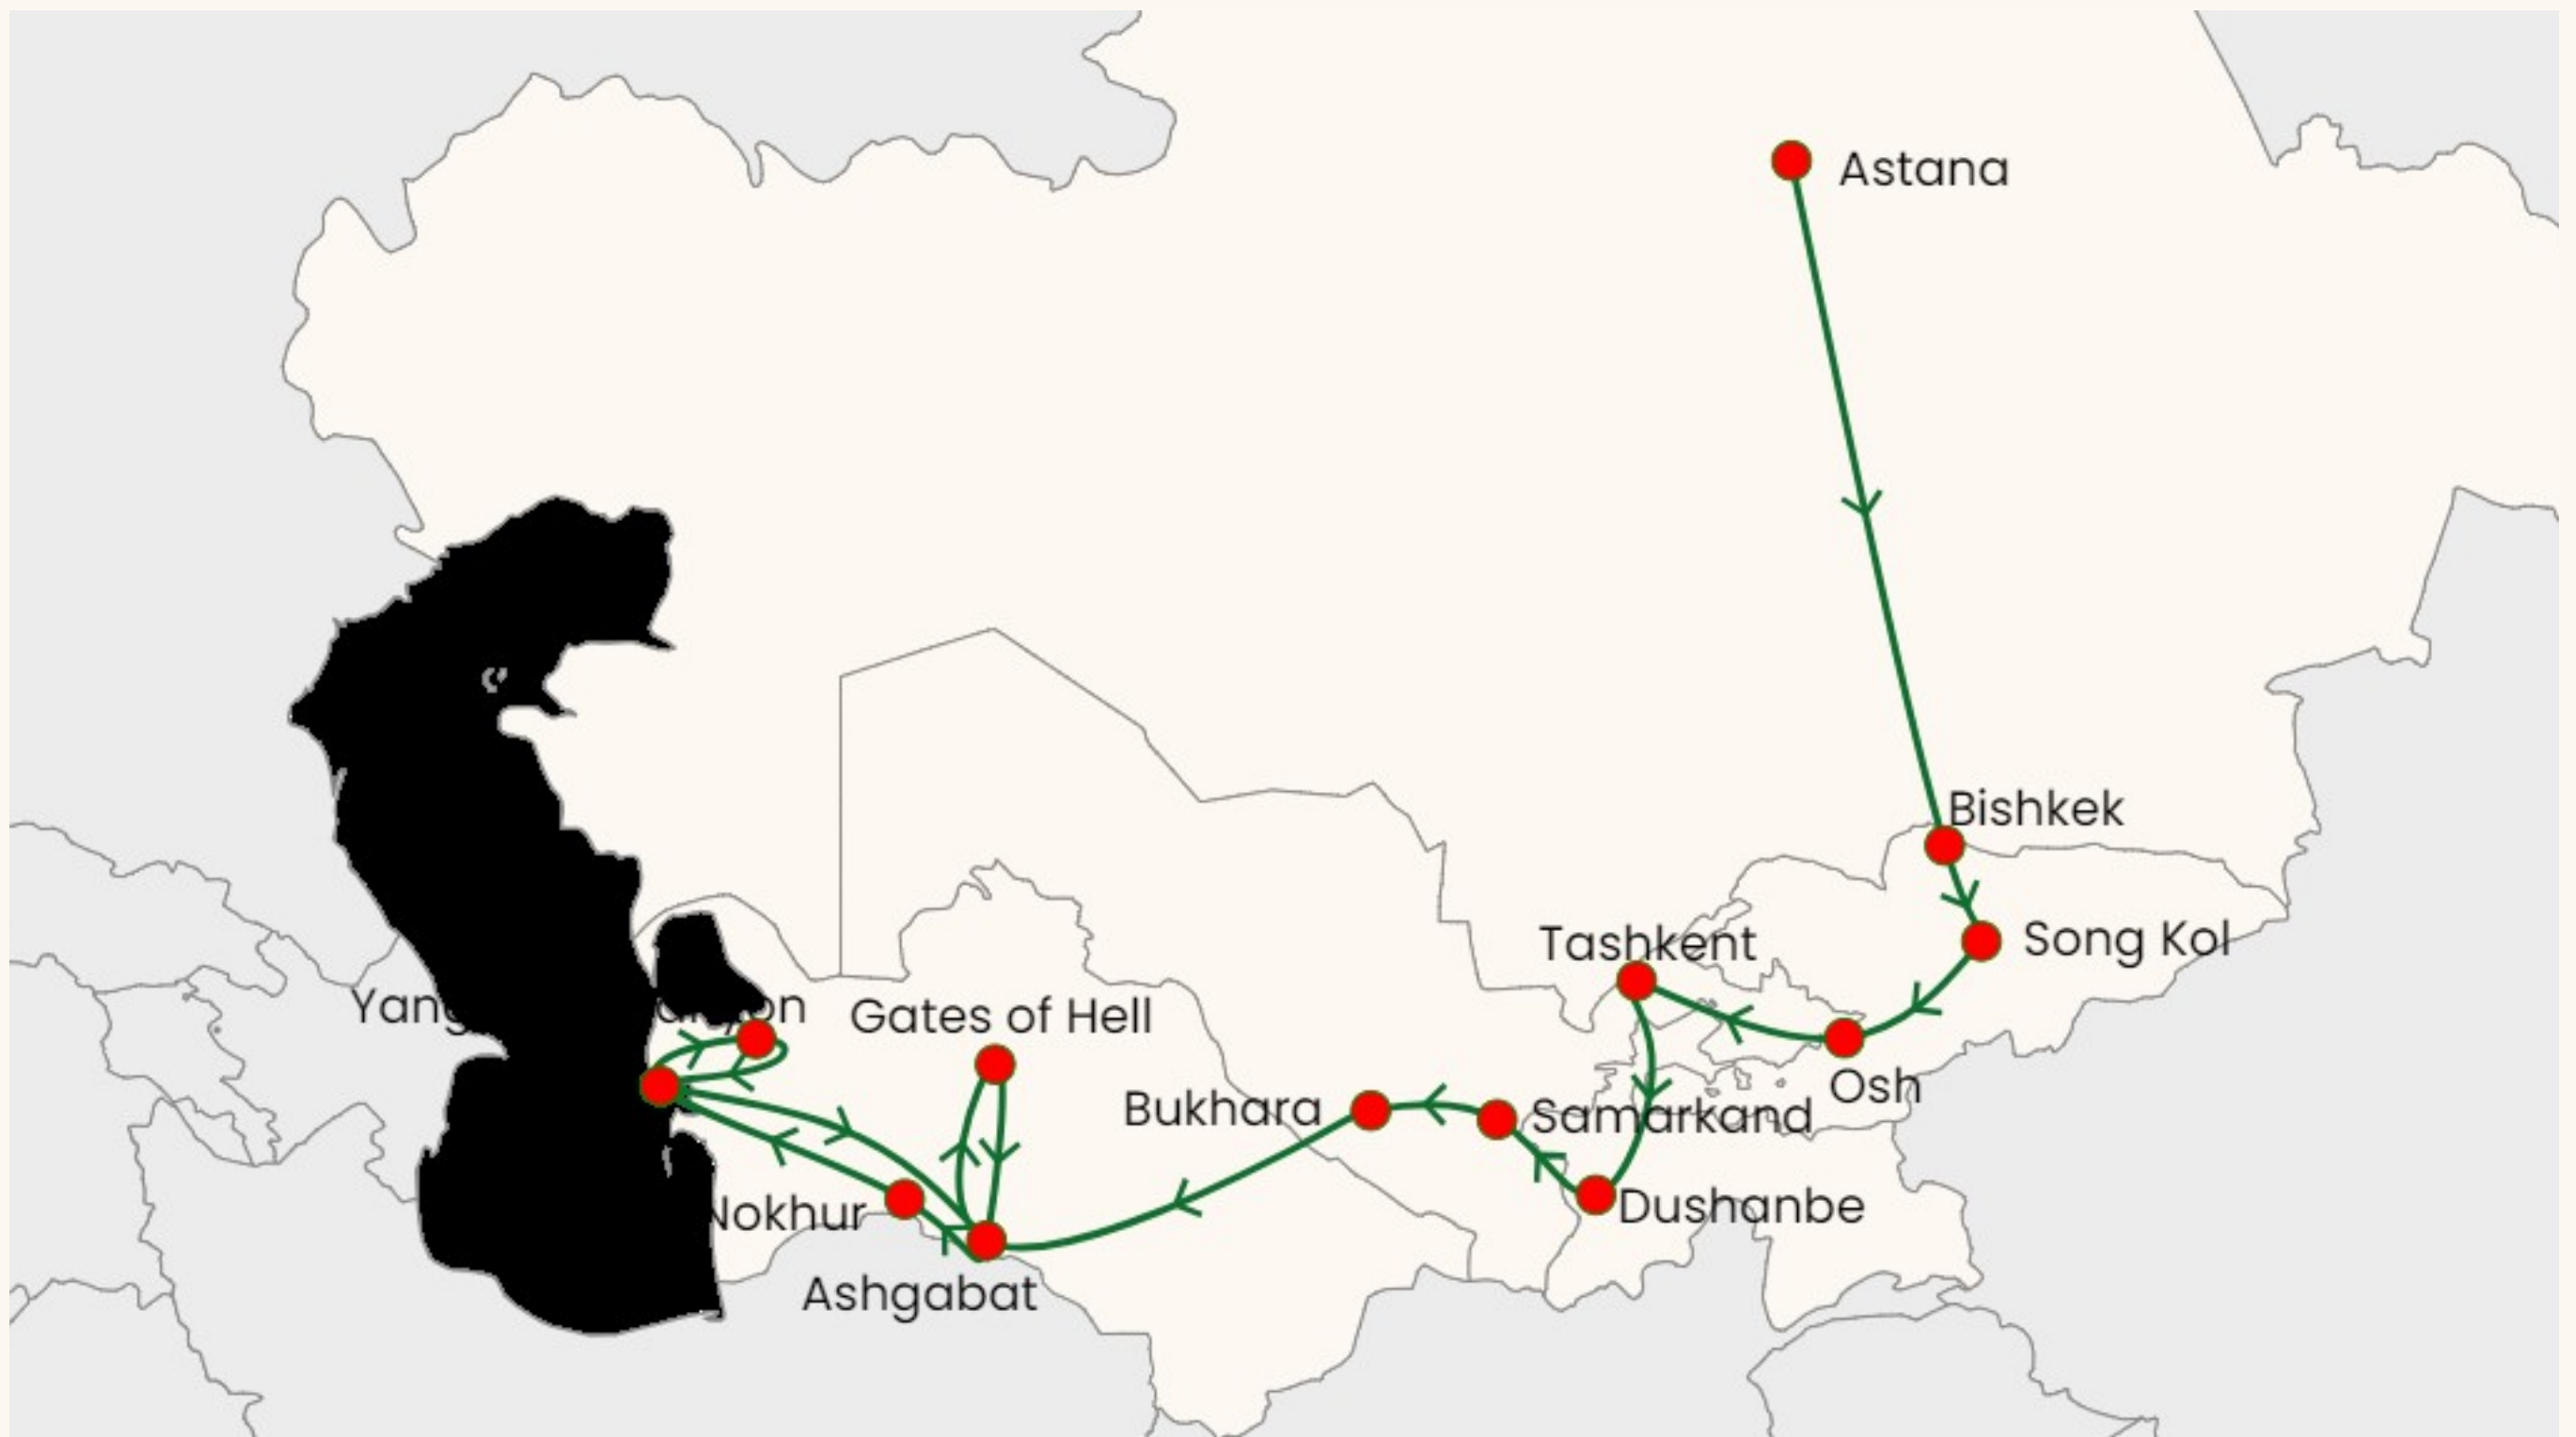 Astana
Bishkek
Song Kol
Tashkent
Osh
Gates of Hell
Bukhara
Samarkand
Dushanbe
Nokhur
Ashgabat